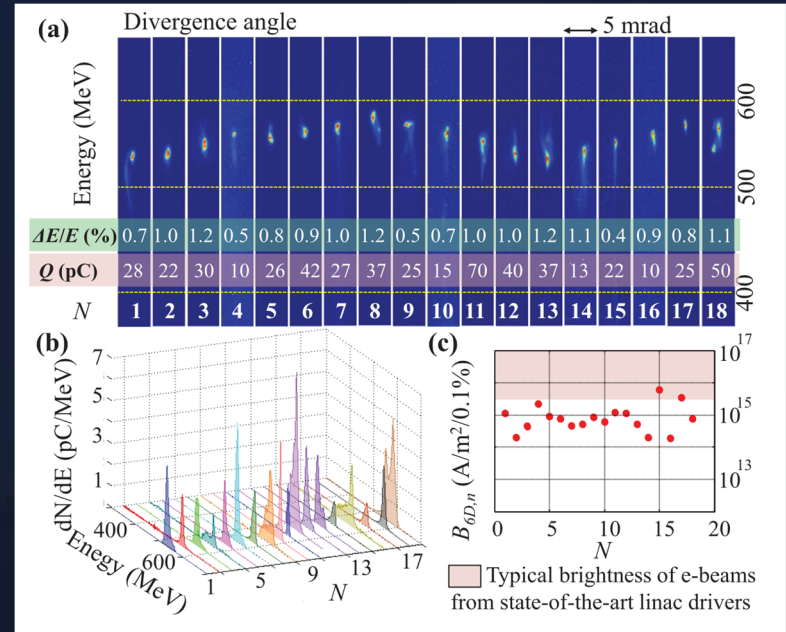 (a) Divergence angle 5 mrad
Energy (MeV)
600
500
400
ΔE/E (%) 0.7 1.0 1.2 0.5 0.8 0.9 1.0 1.2 0.5 0.7 1.0 1.0 1.2 1.1 0.4 0.9 0.8 1.1
Q (pC) 28 22 30 10 26 42 27 37 25 15 70 40 37 13 22 10 25 50
N 1 2 3 4 5 6 7 8 9 10 11 12 13 14 15 16 17 18
(b)
dN/dE (pC/MeV)
7
5
3
1
400
600
Enegy (MeV)
1 5 9 13 17
N
(c)
B6D,n (A/m²/0.1%)
10¹⁷
10¹⁵
10¹³
0 5 10 15 20
N
Typical brightness of e-beams
from state-of-the-art linac drivers